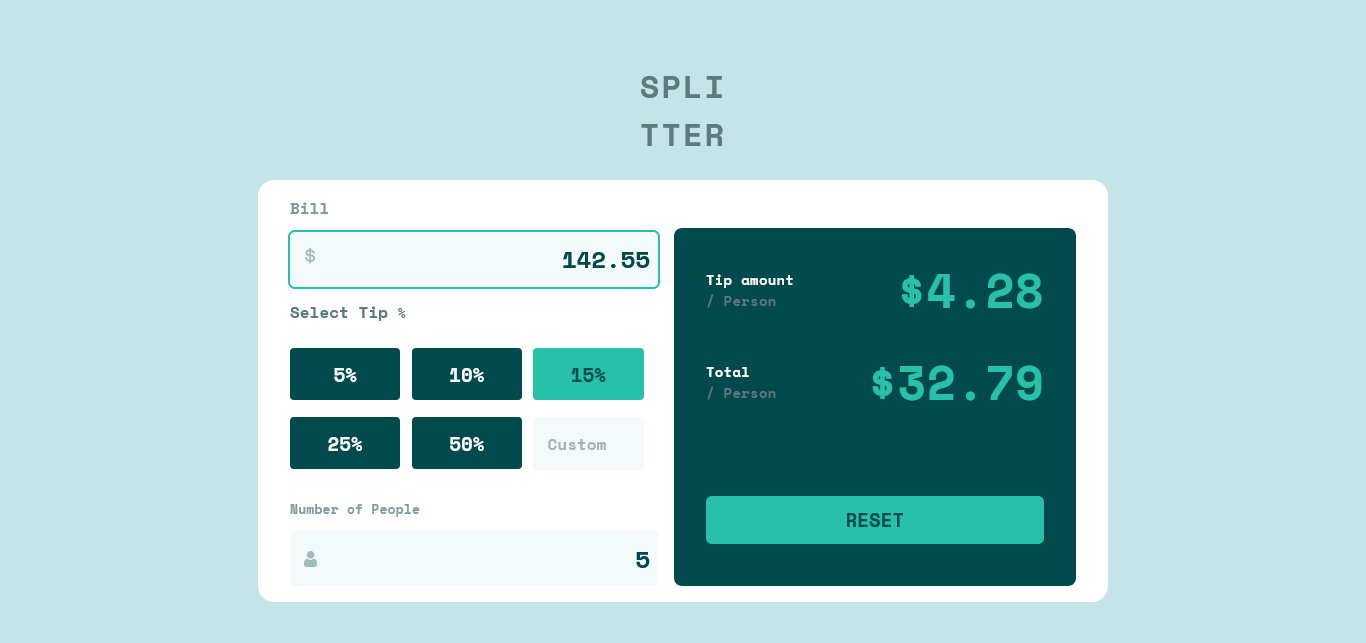 SPLI
TTER
Bill
$ 142.55
Select Tip %
5% 10% 15%
25% 50% Custom
Number of People
5
Tip amount
/ Person
$4.28
Total
/ Person
$32.79
RESET